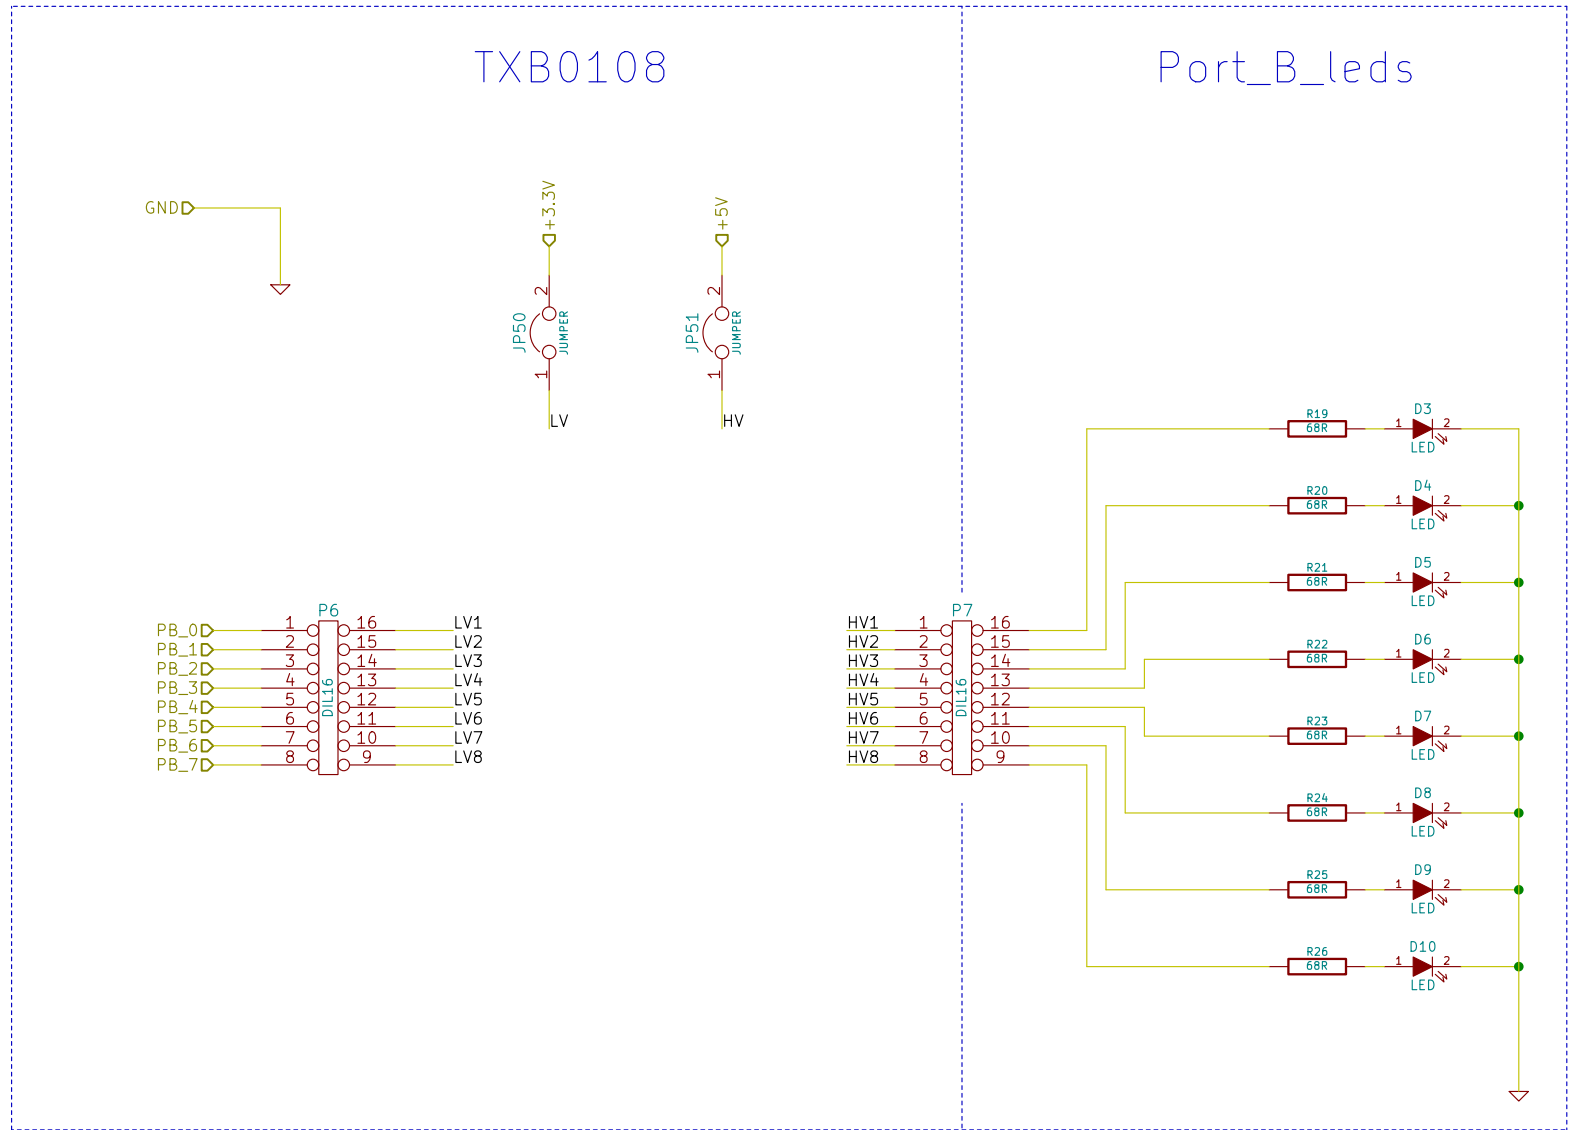 TXB0108
Port_B_leds
GND
+3.3V
+5V
JP50
2
1
JUMPER
LV
JP51
2
1
JUMPER
HV
P6
PB_0 1 16 LV1
PB_1 2 15 LV2
PB_2 3 14 LV3
PB_3 4 13 LV4
PB_4 5 12 LV5
PB_5 6 11 LV6
PB_6 7 10 LV7
PB_7 8 9 LV8
DIL16
P7
HV1 1 16
HV2 2 15
HV3 3 14
HV4 4 13
HV5 5 12
HV6 6 11
HV7 7 10
HV8 8 9
DIL16
R19 D3
68R 1 2
LED
R20 D4
68R 1 2
LED
R21 D5
68R 1 2
LED
R22 D6
68R 1 2
LED
R23 D7
68R 1 2
LED
R24 D8
68R 1 2
LED
R25 D9
68R 1 2
LED
R26 D10
68R 1 2
LED